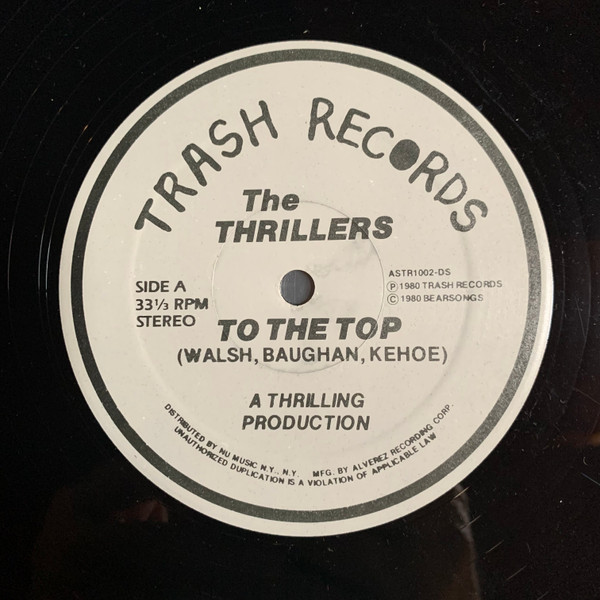 TRASH RECORDS
The
THRILLERS
ASTR1002-DS
Ⓟ 1980 TRASH RECORDS
Ⓒ 1980 BEARSONGS
SIDE A
33⅓ RPM
STEREO
TO THE TOP
(WALSH, BAUGHAN, KEHOE)
A THRILLING
PRODUCTION
DISTRIBUTED BY NU MUSIC N.Y., N.Y. MFG. BY ALVEREZ RECORDING CORP.
UNAUTHORIZED DUPLICATION IS A VIOLATION OF APPLICABLE LAW